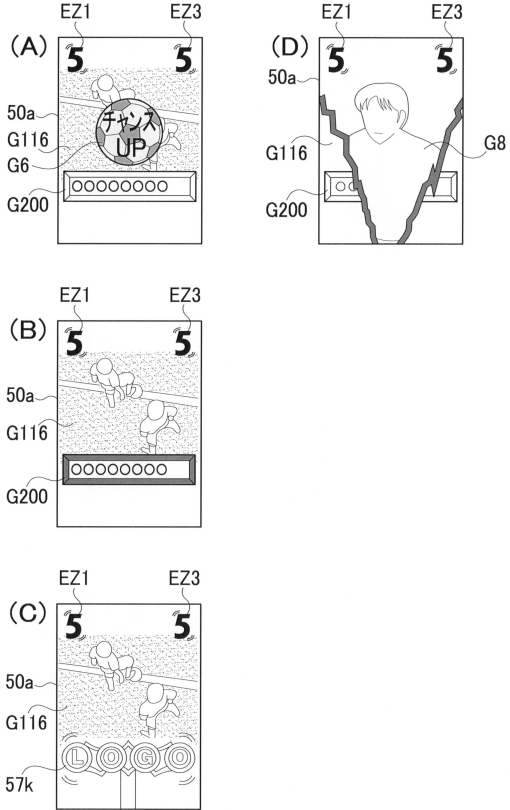 EZ1 EZ3
(A)
5 5
50a
G116
チャンス
UP
G6
○○○○○○○○
G200
EZ1 EZ3
(D)
5 5
50a
G116
G8
○○
G200
EZ1 EZ3
(B)
5 5
50a
G116
○○○○○○○○
G200
EZ1 EZ3
(C)
5 5
50a
G116
LOGO
57k